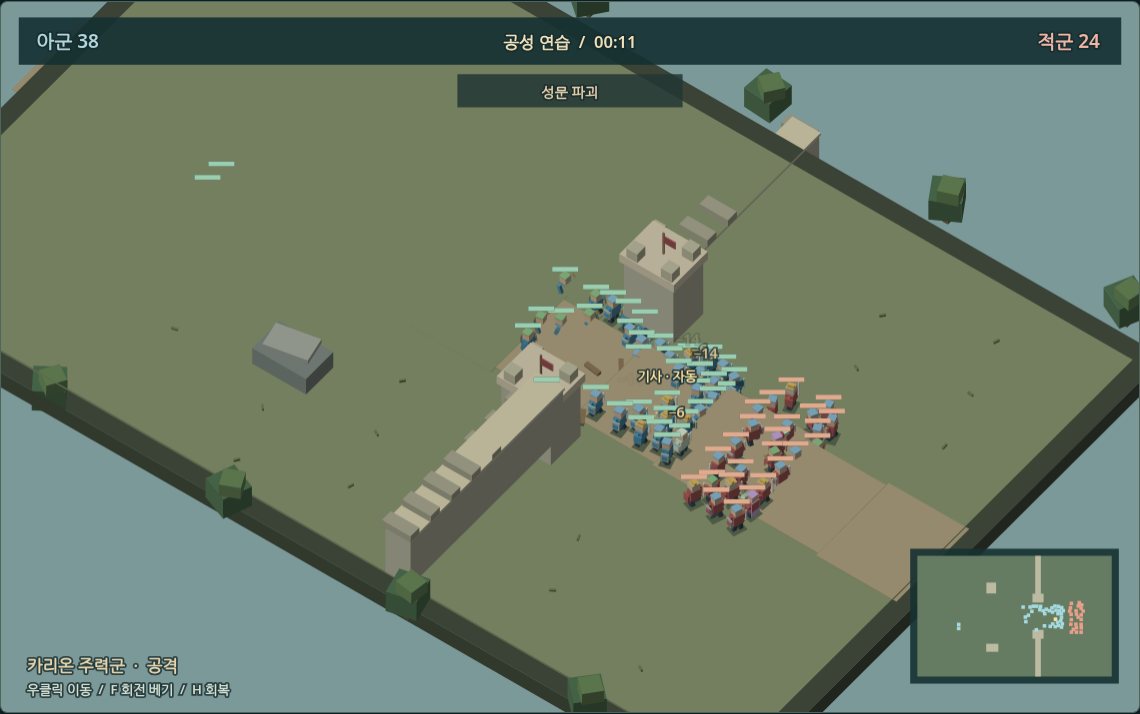 아군 38
공성 연습 / 00:11
적군 24
성문 파괴
-14
기사 · 자동
-6
카리온 주력군 · 공격
우클릭 이동 / F 회전 베기 / H 회복